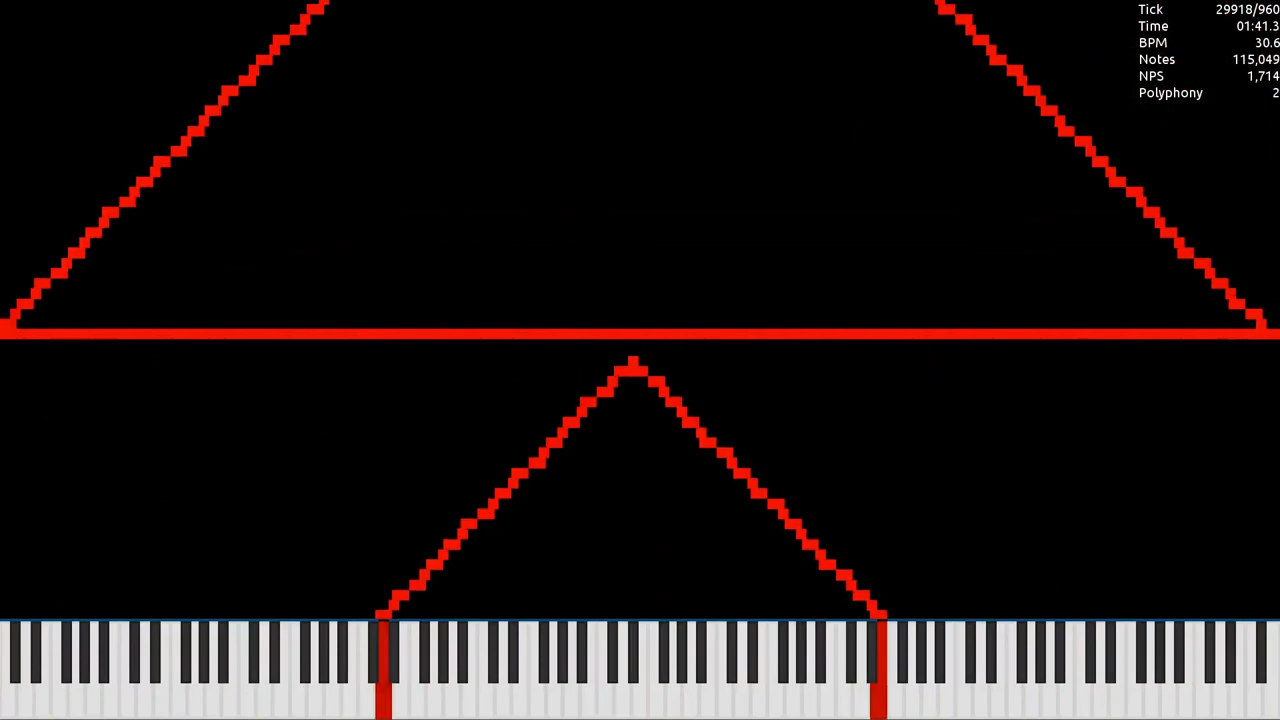 Tick 29918/960
Time 01:41.3
BPM 30.6
Notes 115,049
NPS 1,714
Polyphony 2